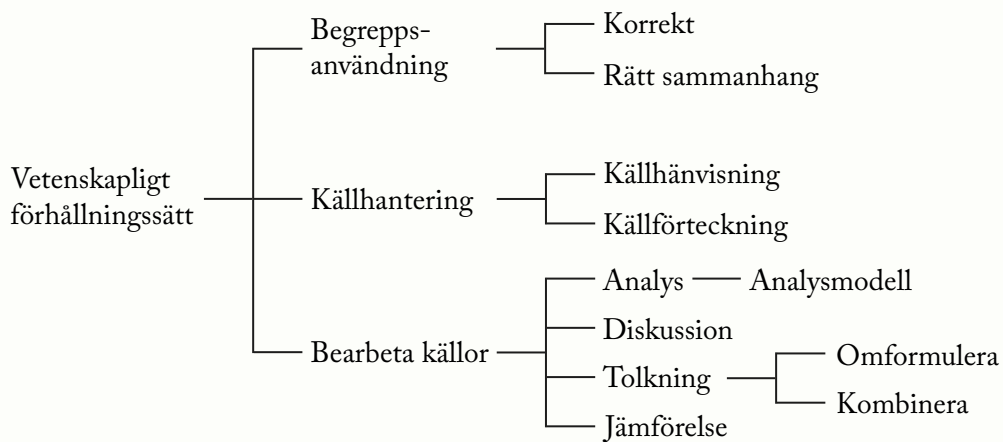 Vetenskapligt
förhållningssätt
Begrepps-
användning
Korrekt
Rätt sammanhang
Källhantering
Källhänvisning
Källförteckning
Bearbeta källor
Analys
Analysmodell
Diskussion
Tolkning
Omformulera
Kombinera
Jämförelse